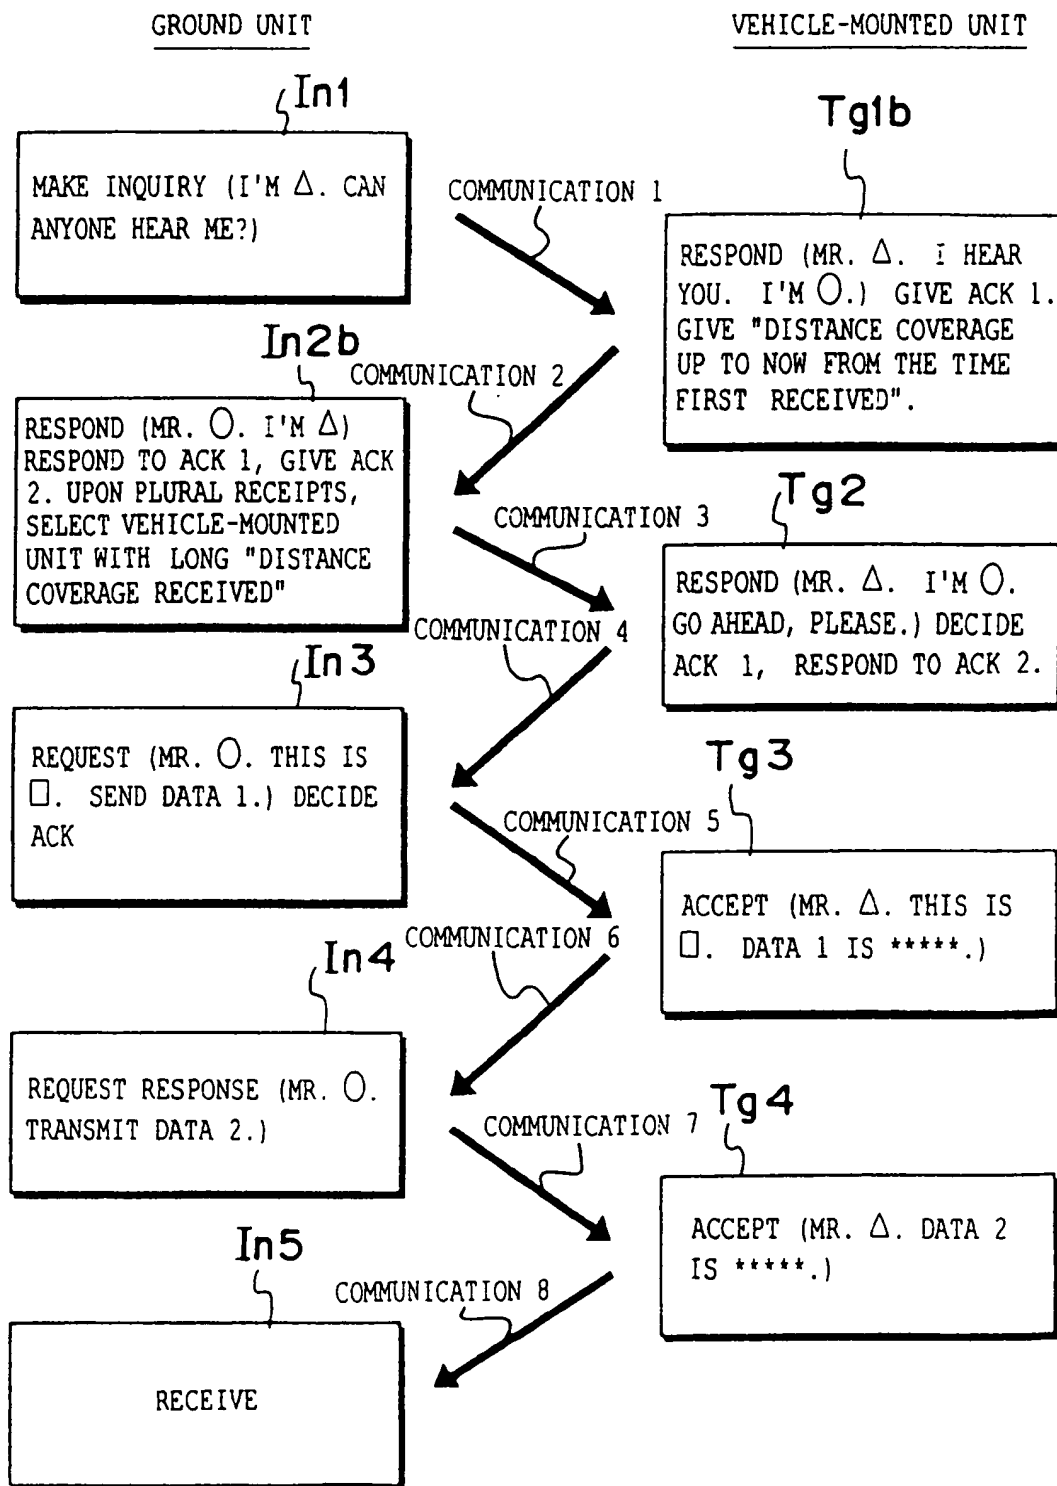 GROUND UNIT
VEHICLE-MOUNTED UNIT
In1
MAKE INQUIRY (I'M △. CAN
ANYONE HEAR ME?)
COMMUNICATION 1
Tg1b
RESPOND (MR. △. I HEAR
YOU. I'M ○.) GIVE ACK 1.
GIVE "DISTANCE COVERAGE
UP TO NOW FROM THE TIME
FIRST RECEIVED".
COMMUNICATION 2
In2b
RESPOND (MR. ○. I'M △)
RESPOND TO ACK 1, GIVE ACK
2. UPON PLURAL RECEIPTS,
SELECT VEHICLE-MOUNTED
UNIT WITH LONG "DISTANCE
COVERAGE RECEIVED"
COMMUNICATION 3
Tg2
RESPOND (MR. △. I'M ○.
GO AHEAD, PLEASE.) DECIDE
ACK 1, RESPOND TO ACK 2.
COMMUNICATION 4
In3
REQUEST (MR. ○. THIS IS
□. SEND DATA 1.) DECIDE
ACK
COMMUNICATION 5
Tg3
ACCEPT (MR. △. THIS IS
□. DATA 1 IS *****.)
COMMUNICATION 6
In4
REQUEST RESPONSE (MR. ○.
TRANSMIT DATA 2.)
COMMUNICATION 7
Tg4
ACCEPT (MR. △. DATA 2
IS *****.)
COMMUNICATION 8
In5
RECEIVE